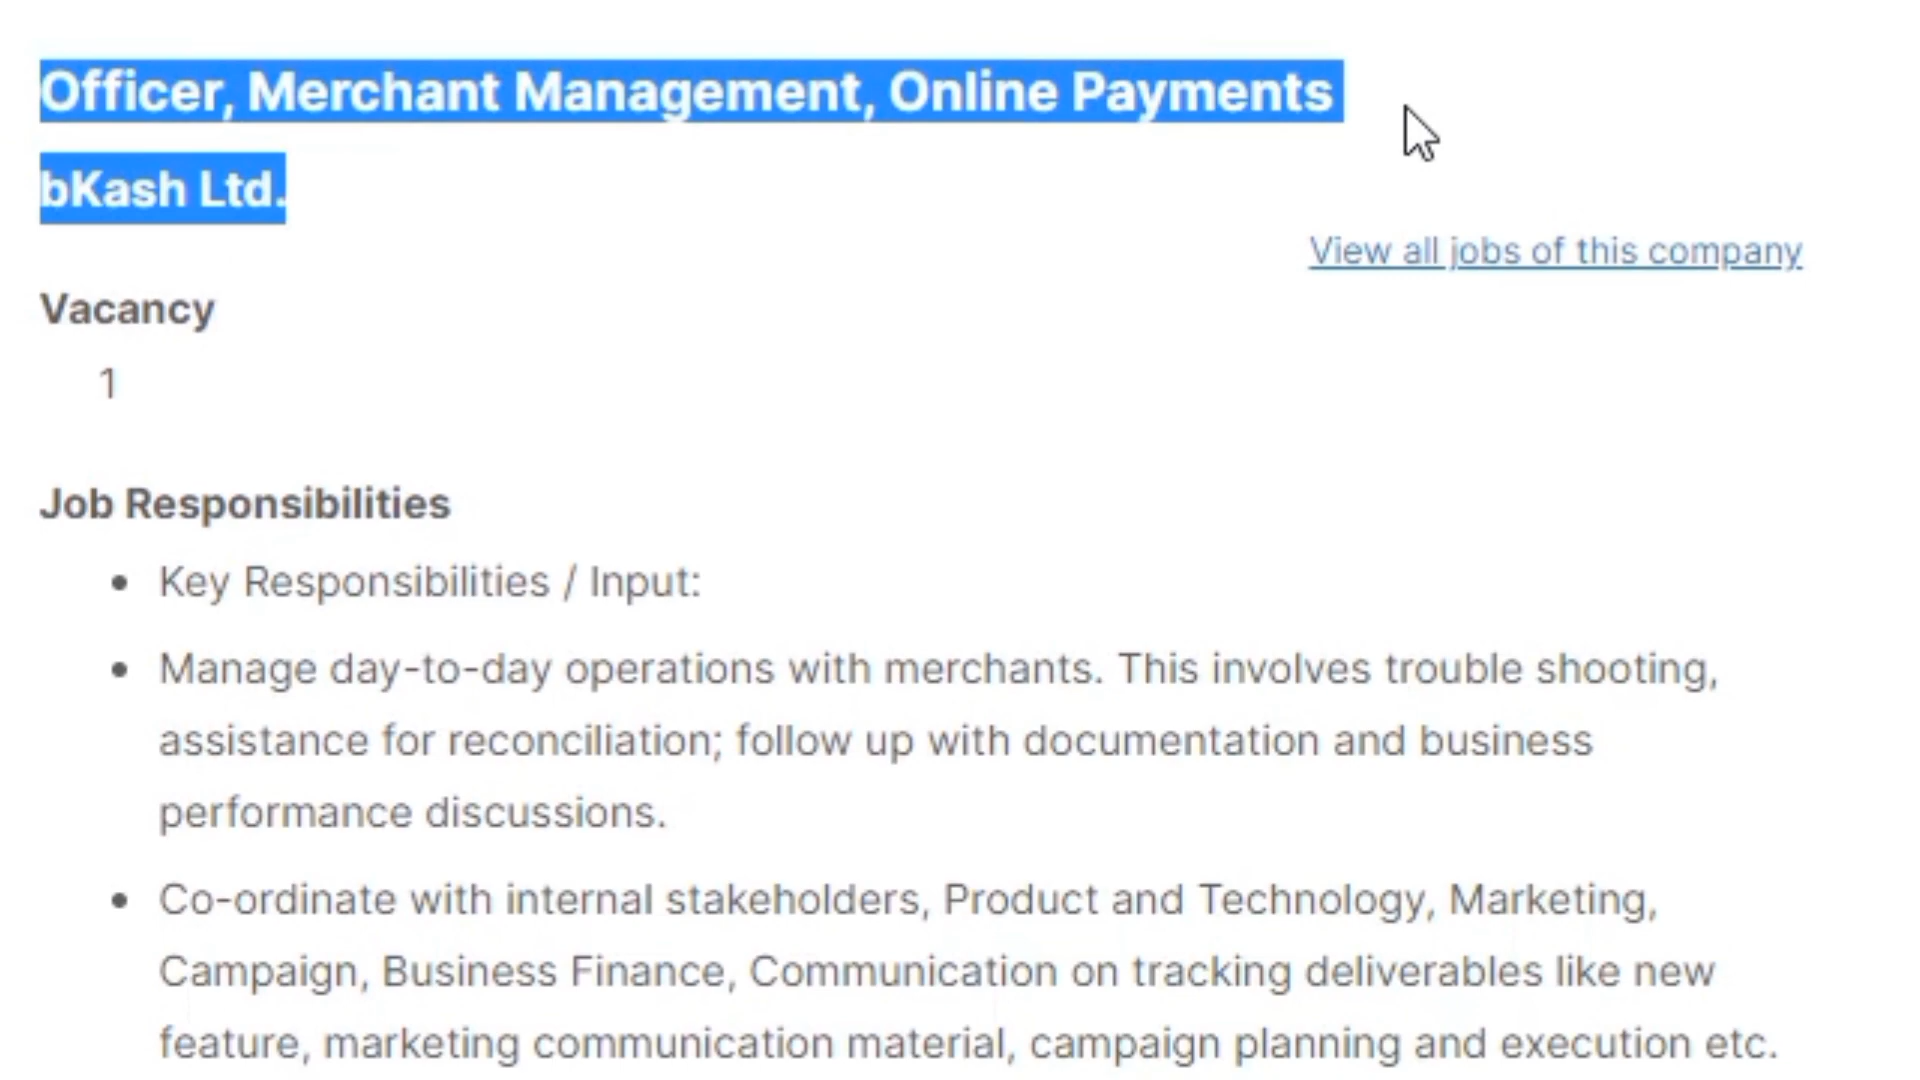 Officer, Merchant Management, Online Payments
bKash Ltd.
View all jobs of this company
Vacancy
1
Job Responsibilities
• Key Responsibilities / Input:
• Manage day-to-day operations with merchants. This involves trouble shooting,
assistance for reconciliation; follow up with documentation and business
performance discussions.
• Co-ordinate with internal stakeholders, Product and Technology, Marketing,
Campaign, Business Finance, Communication on tracking deliverables like new
feature, marketing communication material, campaign planning and execution etc.